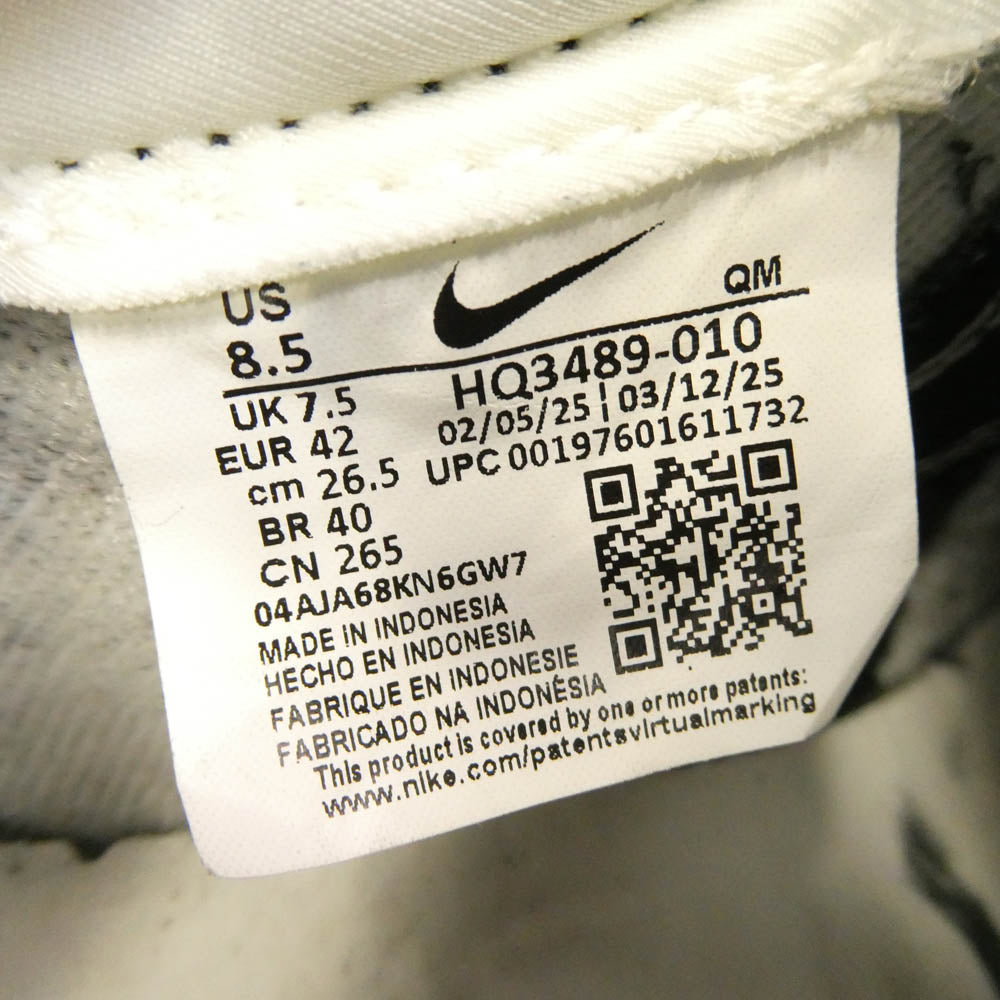 US
8.5
QM
UK 7.5
EUR 42
cm 26.5
BR 40
CN 265
HQ3489-010
02/05/25 | 03/12/25
UPC 00197601611732
04AJA68KN6GW7
MADE IN INDONESIA
HECHO EN INDONESIA
FABRIQUE EN INDONESIE
FABRICADO NA INDONÉSIA
This product is covered by one or more patents:
www.nike.com/patentsvirtualmarking